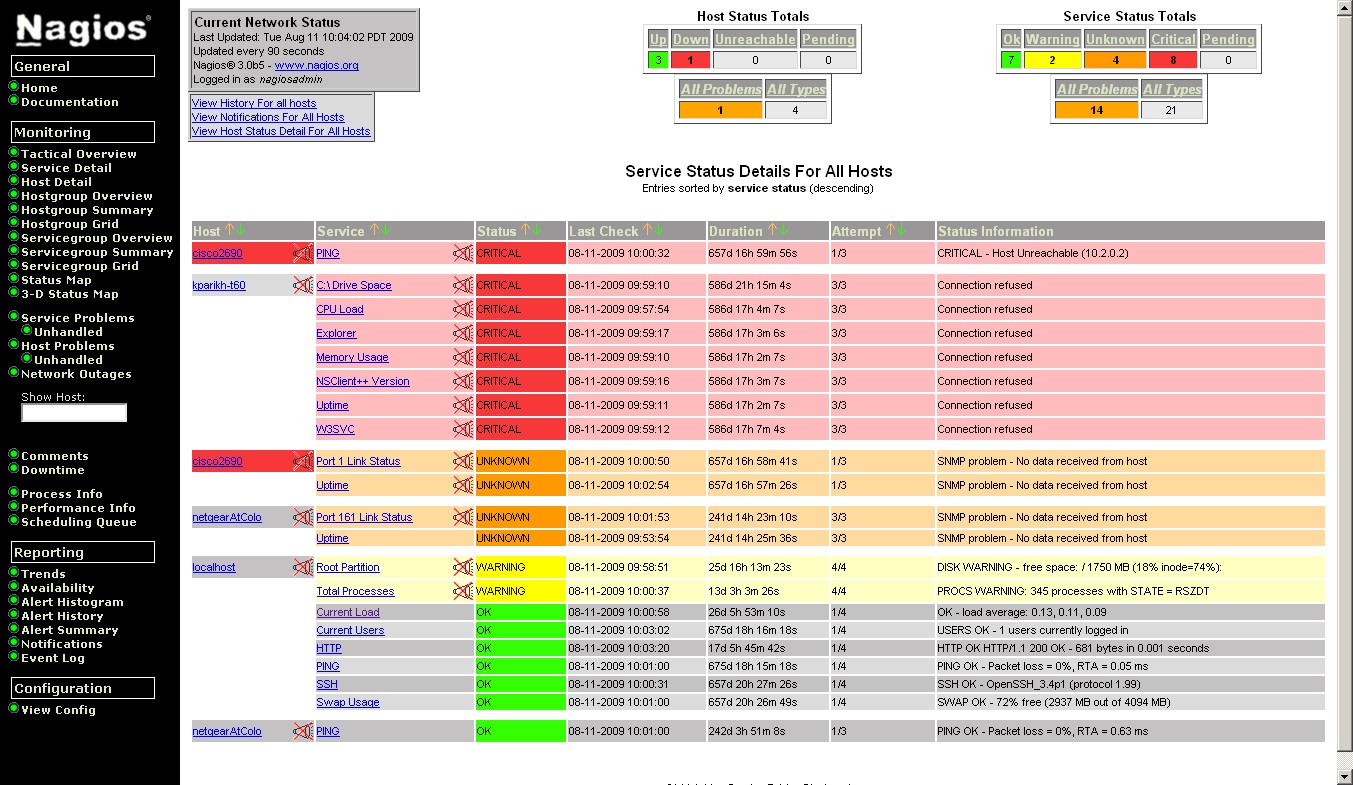 Nagios®
General
Home
Documentation
Monitoring
Tactical Overview
Service Detail
Host Detail
Hostgroup Overview
Hostgroup Summary
Hostgroup Grid
Servicegroup Overview
Servicegroup Summary
Servicegroup Grid
Status Map
3-D Status Map
Service Problems
Unhandled
Host Problems
Unhandled
Network Outages
Show Host:
Comments
Downtime
Process Info
Performance Info
Scheduling Queue
Reporting
Trends
Availability
Alert Histogram
Alert History
Alert Summary
Notifications
Event Log
Configuration
View Config
Current Network Status
Last Updated: Tue Aug 11 10:04:02 PDT 2009
Updated every 90 seconds
Nagios® 3.0b5 - www.nagios.org
Logged in as nagiosadmin
View History For all hosts
View Notifications For All Hosts
View Host Status Detail For All Hosts
Host Status Totals
Up Down Unreachable Pending
3 1 0 0
All Problems All Types
1 4
Service Status Totals
Ok Warning Unknown Critical Pending
7 2 4 8 0
All Problems All Types
14 21
Service Status Details For All Hosts
Entries sorted by service status (descending)
Host Service Status Last Check Duration Attempt Status Information
cisco2690 PING CRITICAL 08-11-2009 10:00:32 657d 16h 59m 56s 1/3 CRITICAL - Host Unreachable (10.2.0.2)
kparikh-t60 C:\ Drive Space CRITICAL 08-11-2009 09:59:10 586d 21h 15m 4s 3/3 Connection refused
CPU Load CRITICAL 08-11-2009 09:57:54 586d 17h 4m 7s 3/3 Connection refused
Explorer CRITICAL 08-11-2009 09:59:17 586d 17h 3m 6s 3/3 Connection refused
Memory Usage CRITICAL 08-11-2009 09:59:10 586d 17h 2m 7s 3/3 Connection refused
NSClient++ Version CRITICAL 08-11-2009 09:59:16 586d 17h 3m 7s 3/3 Connection refused
Uptime CRITICAL 08-11-2009 09:59:11 586d 17h 2m 7s 3/3 Connection refused
W3SVC CRITICAL 08-11-2009 09:59:12 586d 17h 7m 4s 3/3 Connection refused
cisco2690 Port 1 Link Status UNKNOWN 08-11-2009 10:00:50 657d 16h 58m 41s 1/3 SNMP problem - No data received from host
Uptime UNKNOWN 08-11-2009 10:02:54 657d 16h 57m 26s 1/3 SNMP problem - No data received from host
netgearAtColo Port 161 Link Status UNKNOWN 08-11-2009 10:01:53 241d 14h 23m 10s 3/3 SNMP problem - No data received from host
Uptime UNKNOWN 08-11-2009 09:53:54 241d 14h 25m 36s 3/3 SNMP problem - No data received from host
localhost Root Partition WARNING 08-11-2009 09:58:51 25d 16h 13m 23s 4/4 DISK WARNING - free space: / 1750 MB (18% inode=74%):
Total Processes WARNING 08-11-2009 10:00:37 13d 3h 3m 26s 4/4 PROCS WARNING: 345 processes with STATE = RSZDT
Current Load OK 08-11-2009 10:00:58 26d 5h 53m 10s 1/4 OK - load average: 0.13, 0.11, 0.09
Current Users OK 08-11-2009 10:03:02 675d 18h 16m 18s 1/4 USERS OK - 1 users currently logged in
HTTP OK 08-11-2009 10:03:20 17d 5h 45m 42s 1/4 HTTP OK HTTP/1.1 200 OK - 681 bytes in 0.001 seconds
PING OK 08-11-2009 10:01:00 675d 18h 15m 18s 1/4 PING OK - Packet loss = 0%, RTA = 0.05 ms
SSH OK 08-11-2009 10:00:31 657d 20h 27m 26s 1/4 SSH OK - OpenSSH_3.4p1 (protocol 1.99)
Swap Usage OK 08-11-2009 10:01:00 657d 20h 26m 49s 1/4 SWAP OK - 72% free (2937 MB out of 4094 MB)
netgearAtColo PING OK 08-11-2009 10:01:00 242d 3h 51m 8s 1/3 PING OK - Packet loss = 0%, RTA = 0.63 ms